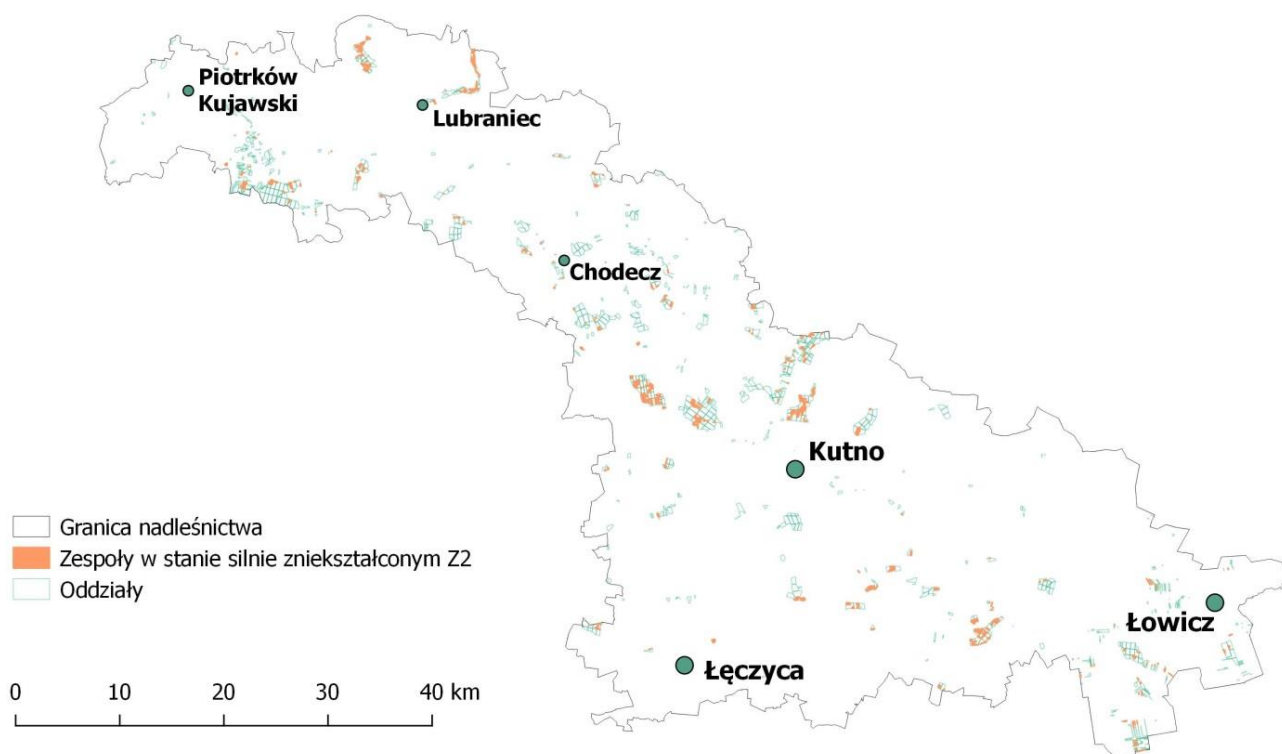 Piotrków
Kujawski
Lubraniec
Chodecz
Kutno
Łowicz
Łęczyca
Granica nadleśnictwa
Zespoły w stanie silnie zniekształconym Z2
Oddziały
0 10 20 30 40 km